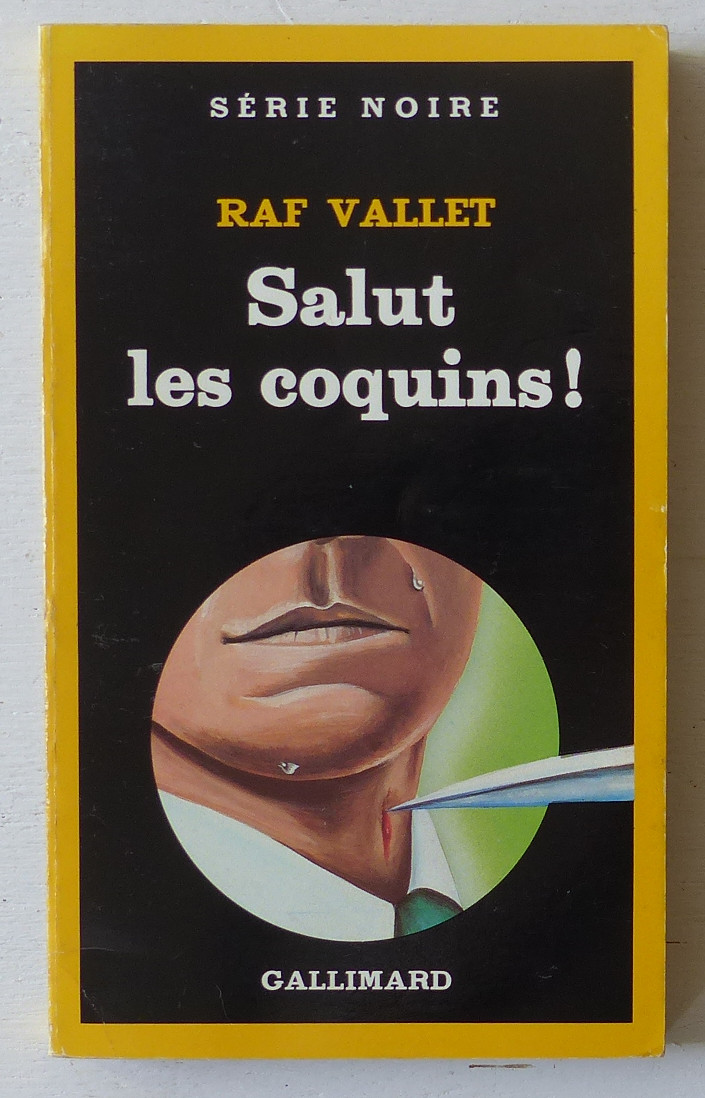 SÉRIE NOIRE
RAF VALLET
Salut
les coquins!
GALLIMARD